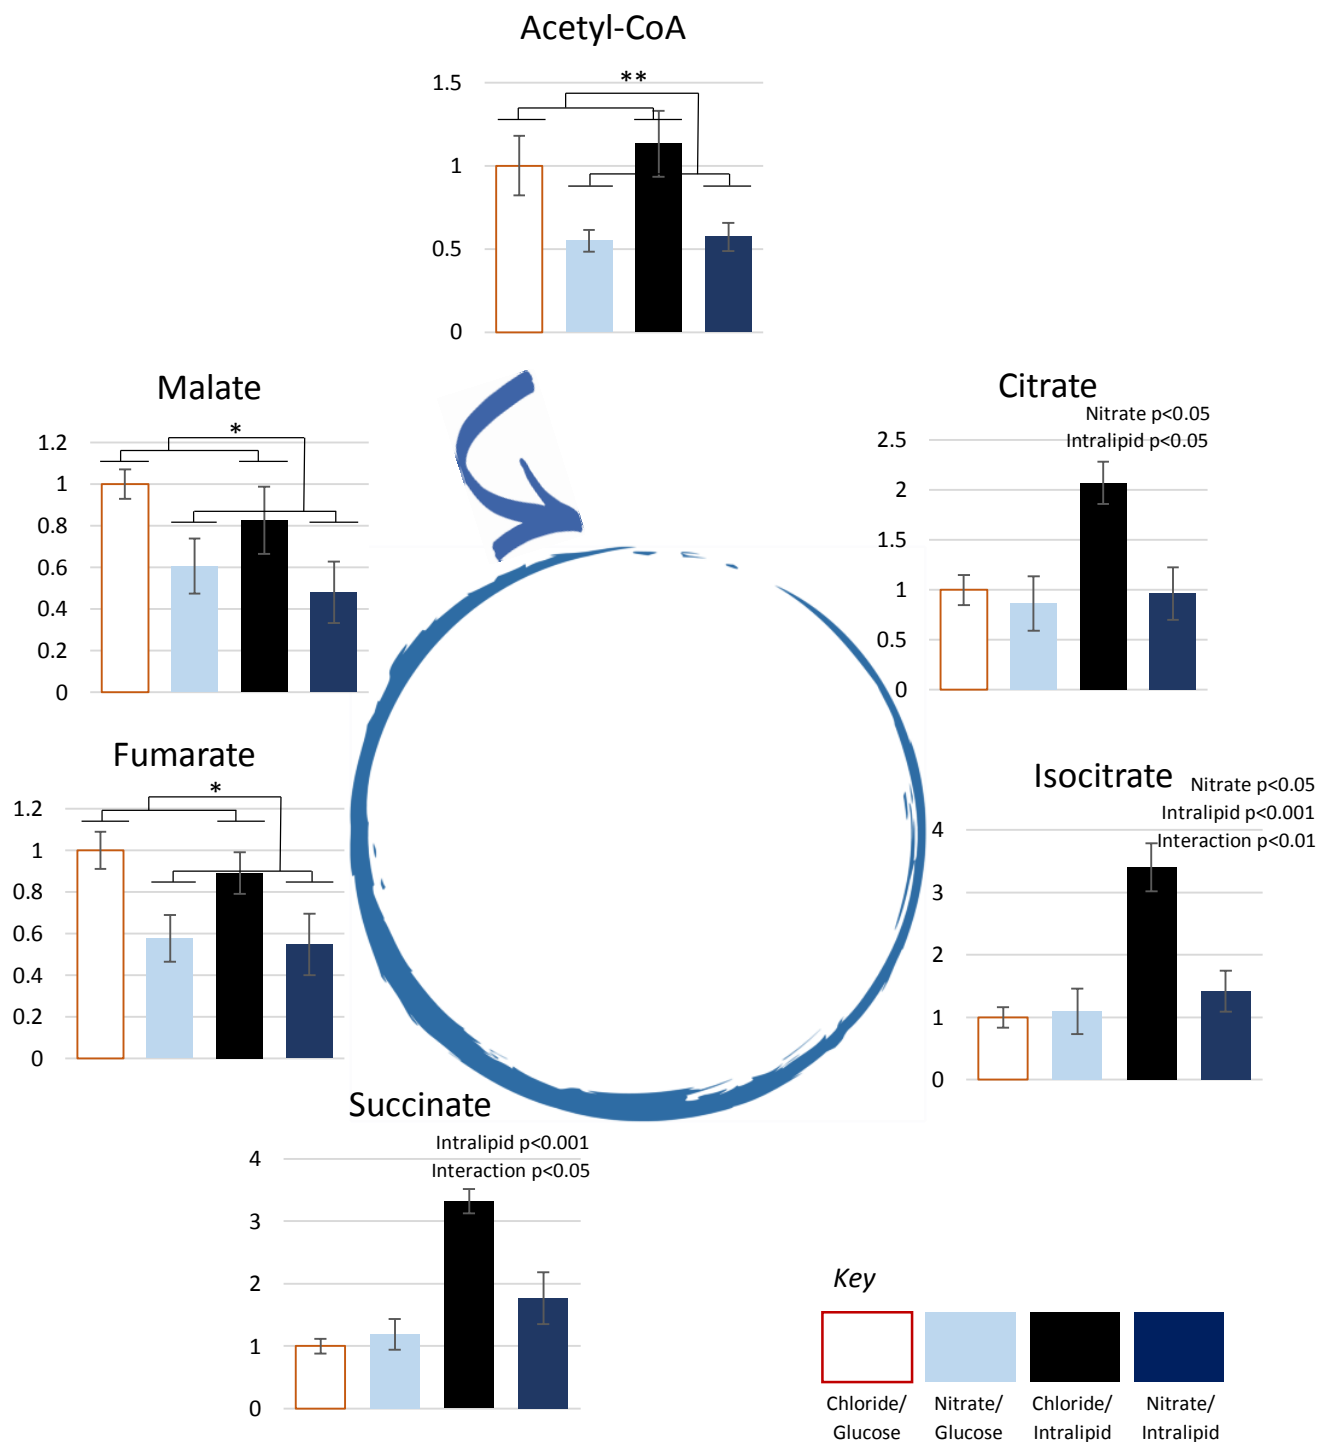 Acetyl-CoA
**
1.5
1
0.5
0
Malate
*
1.2
1
0.8
0.6
0.4
0.2
0
Citrate
Nitrate p<0.05
Intralipid p<0.05
2.5
2
1.5
1
0.5
0
Fumarate
*
1.2
1
0.8
0.6
0.4
0.2
0
Isocitrate
Nitrate p<0.05
Intralipid p<0.001
Interaction p<0.01
4
3
2
1
0
Succinate
Intralipid p<0.001
Interaction p<0.05
4
3
2
1
0
Key
Chloride/
Glucose
Nitrate/
Glucose
Chloride/
Intralipid
Nitrate/
Intralipid